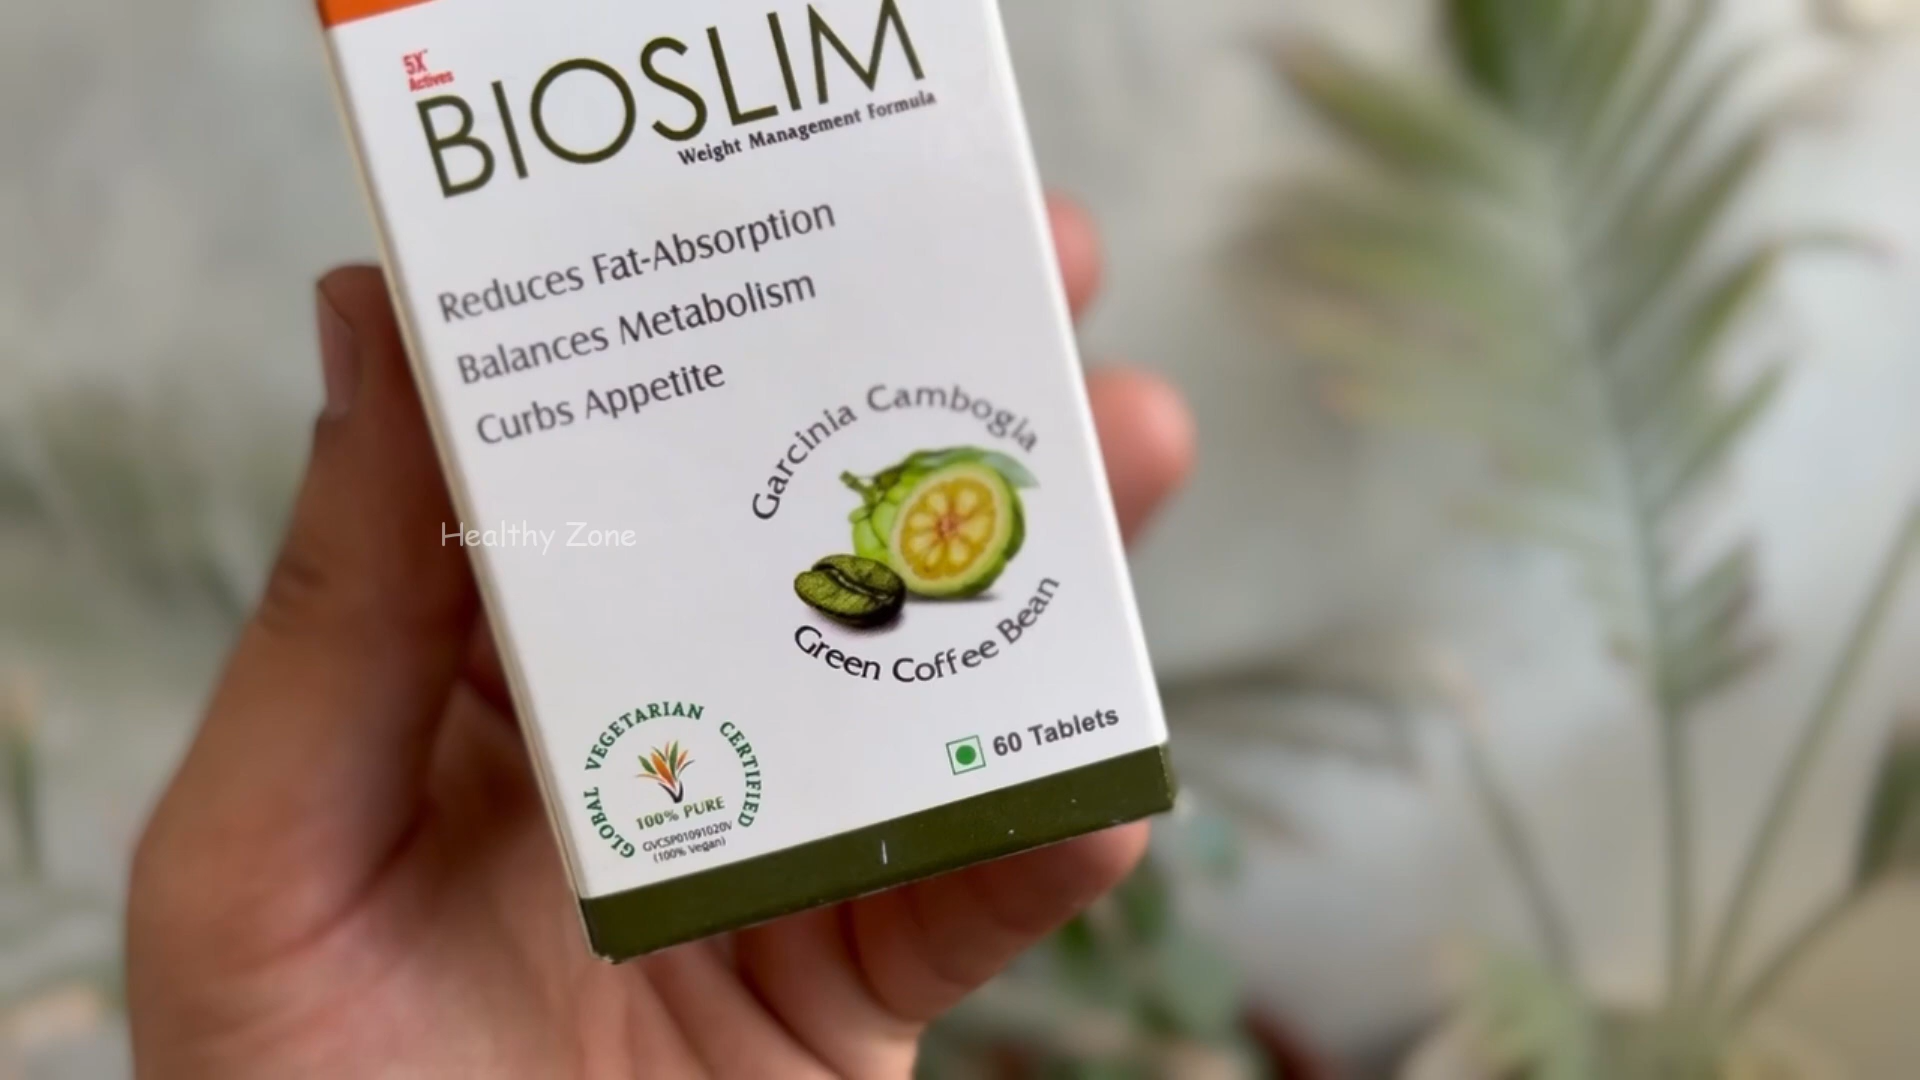 5X
Actives
BIOSLIM
Weight Management Formula
Reduces Fat-Absorption
Balances Metabolism
Curbs Appetite
Garcinia Cambogia
Healthy Zone
Green Coffee Bean
60 Tablets
GLOBAL VEGETARIAN CERTIFIED
100% PURE
GVCSP01091020V
(100% Vegan)